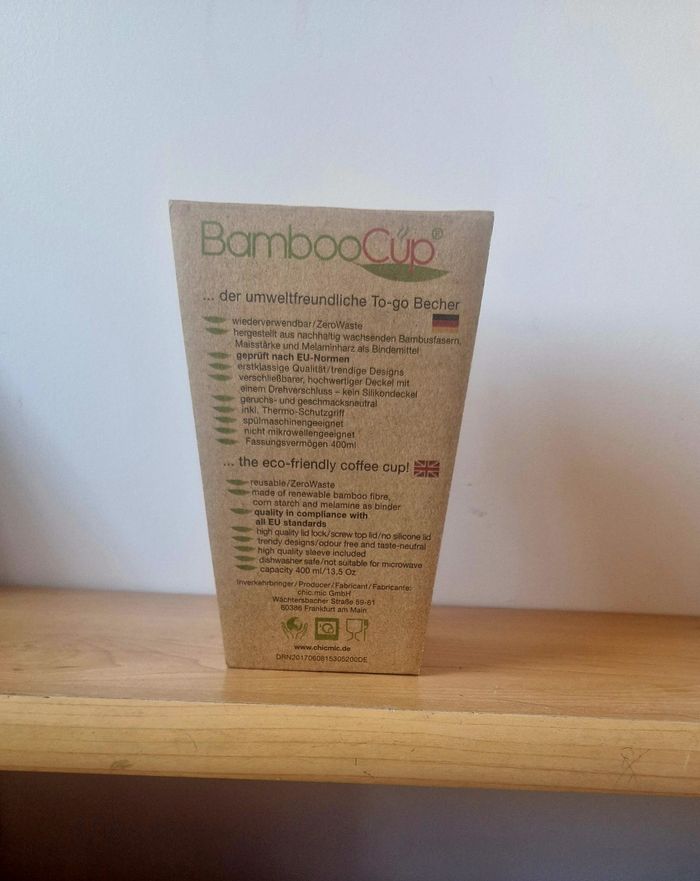 BambooCup®
... der umweltfreundliche To-go Becher
wiederverwendbar/ZeroWaste
hergestellt aus nachhaltig wachsenden Bambusfasern,
Maisstärke und Melaminharz als Bindemittel
geprüft nach EU-Normen
erstklassige Qualität/trendige Designs
verschließbarer, hochwertiger Deckel mit
einem Drehverschluss – kein Silikondeckel
geruchs- und geschmacksneutral
inkl. Thermo-Schutzgriff
spülmaschinengeeignet
nicht mikrowellengeeignet
Fassungsvermögen 400ml
... the eco-friendly coffee cup!
reusable/ZeroWaste
made of renewable bamboo fibre,
corn starch and melamine as binder
quality in compliance with
all EU standards
high quality lid lock/screw top lid/no silicone lid
trendy designs/odour free and taste-neutral
high quality sleeve included
dishwasher safe/not suitable for microwave
capacity 400 ml/13,5 Oz
Inverkehrbringer/Producer/Fabricant/Fabricante:
chic.mic GmbH
Wächtersbacher Straße 59-61
60386 Frankfurt am Main
www.chicmic.de
DRN2017060815305200DE